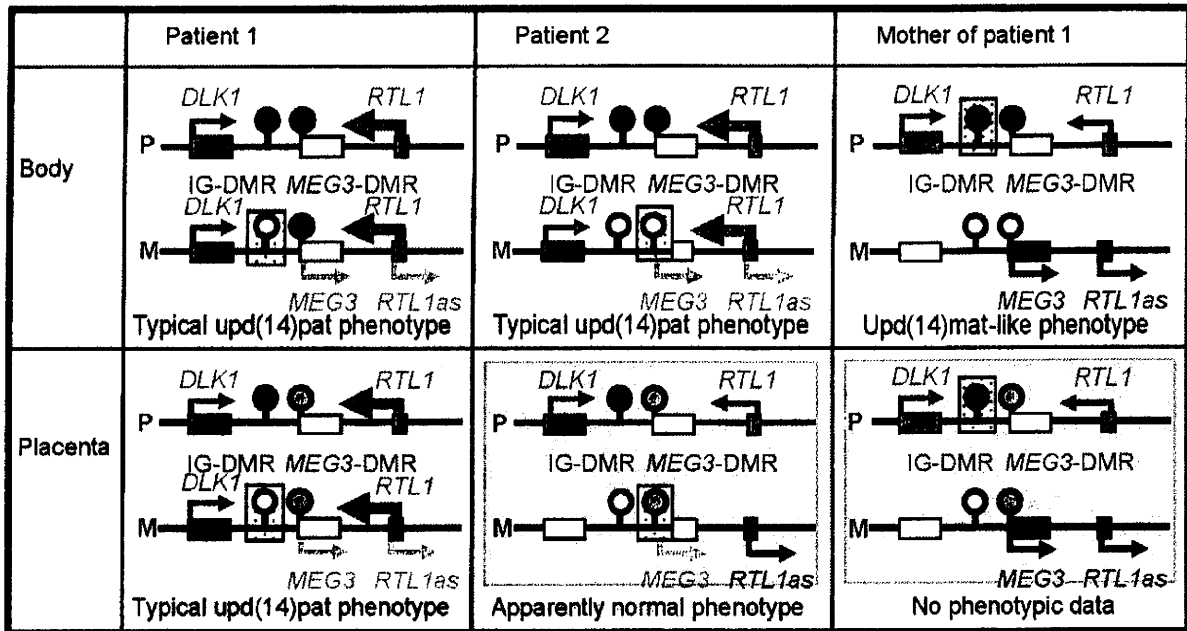 Patient 1 Patient 2 Mother of patient 1
Body
DLK1 RTL1 DLK1 RTL1 DLK1 RTL1
P P P
IG-DMR MEG3-DMR IG-DMR MEG3-DMR IG-DMR MEG3-DMR
DLK1 RTL1 DLK1 RTL1
M M M
MEG3 RTL1as MEG3 RTL1as MEG3 RTL1as
Typical upd(14)pat phenotype Typical upd(14)pat phenotype Upd(14)mat-like phenotype
Placenta
DLK1 RTL1 DLK1 RTL1 DLK1 RTL1
P P P
IG-DMR MEG3-DMR IG-DMR MEG3-DMR IG-DMR MEG3-DMR
DLK1 RTL1
M M M
MEG3 RTL1as MEG3 RTL1as MEG3 RTL1as
Typical upd(14)pat phenotype Apparently normal phenotype No phenotypic data